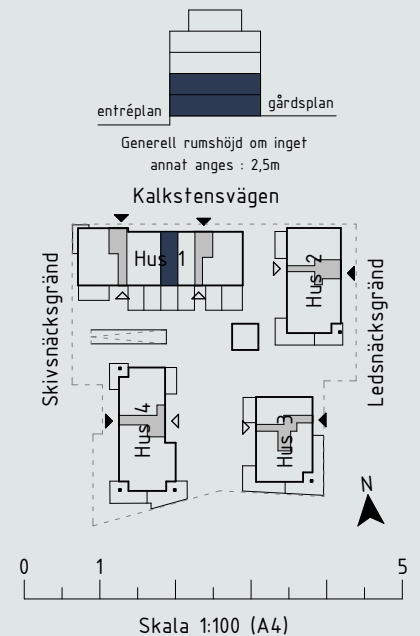 entréplan
gårdsplan
Generell rumshöjd om inget
annat anges : 2,5m
Kalkstensvägen
Hus 1
Hus 2
Skivsnäcksgränd
Ledsnäcksgränd
Hus 4
Hus 3
N
0 1 5
Skala 1:100 (A4)